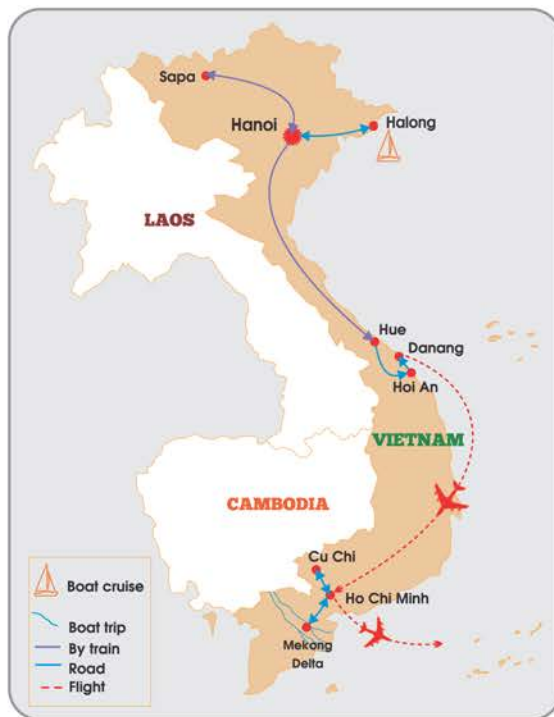 Sapa
Hanoi
Halong
LAOS
Hue
Danang
Hoi An
VIETNAM
CAMBODIA
Cu Chi
Ho Chi Minh
Mekong
Delta
Boat cruise
Boat trip
By train
Road
Flight